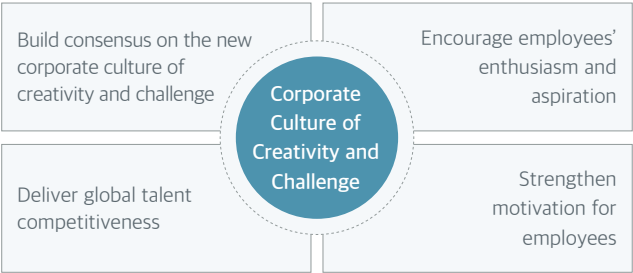 Build consensus on the new
corporate culture of
creativity and challenge
Encourage employees’
enthusiasm and
aspiration
Corporate
Culture of
Creativity and
Challenge
Deliver global talent
competitiveness
Strengthen
motivation for
employees